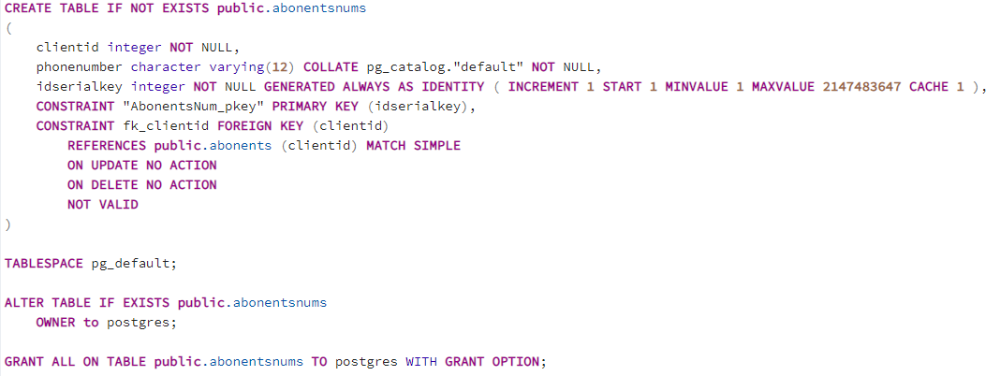 CREATE TABLE IF NOT EXISTS public.abonentsnums
(
    clientid integer NOT NULL,
    phonenumber character varying(12) COLLATE pg_catalog."default" NOT NULL,
    idserialkey integer NOT NULL GENERATED ALWAYS AS IDENTITY ( INCREMENT 1 START 1 MINVALUE 1 MAXVALUE 2147483647 CACHE 1 ),
    CONSTRAINT "AbonentsNum_pkey" PRIMARY KEY (idserialkey),
    CONSTRAINT fk_clientid FOREIGN KEY (clientid)
        REFERENCES public.abonents (clientid) MATCH SIMPLE
        ON UPDATE NO ACTION
        ON DELETE NO ACTION
        NOT VALID
)
TABLESPACE pg_default;
ALTER TABLE IF EXISTS public.abonentsnums
    OWNER to postgres;
GRANT ALL ON TABLE public.abonentsnums TO postgres WITH GRANT OPTION;